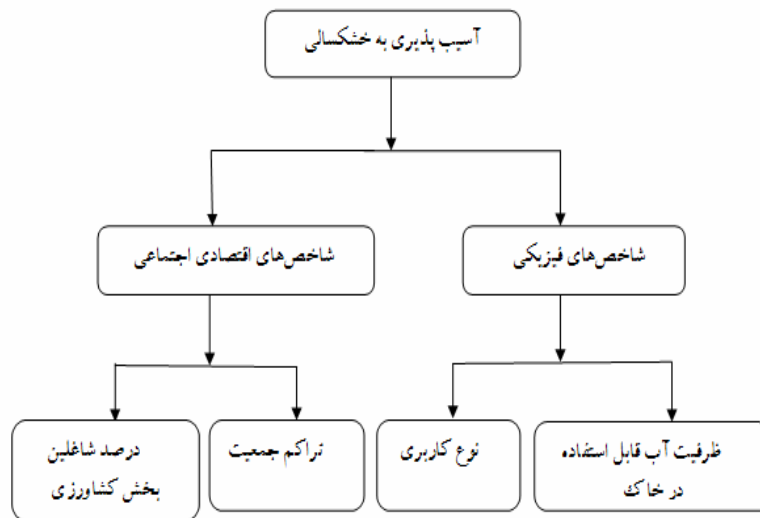 آسیب پذیری به خشکسالی
شاخص‌های فیزیکی
شاخص‌های اقتصادی اجتماعی
ظرفیت آب قابل استفاده
در خاک
نوع کاربری
تراکم جمعیت
درصد شاغلین
بخش کشاورزی